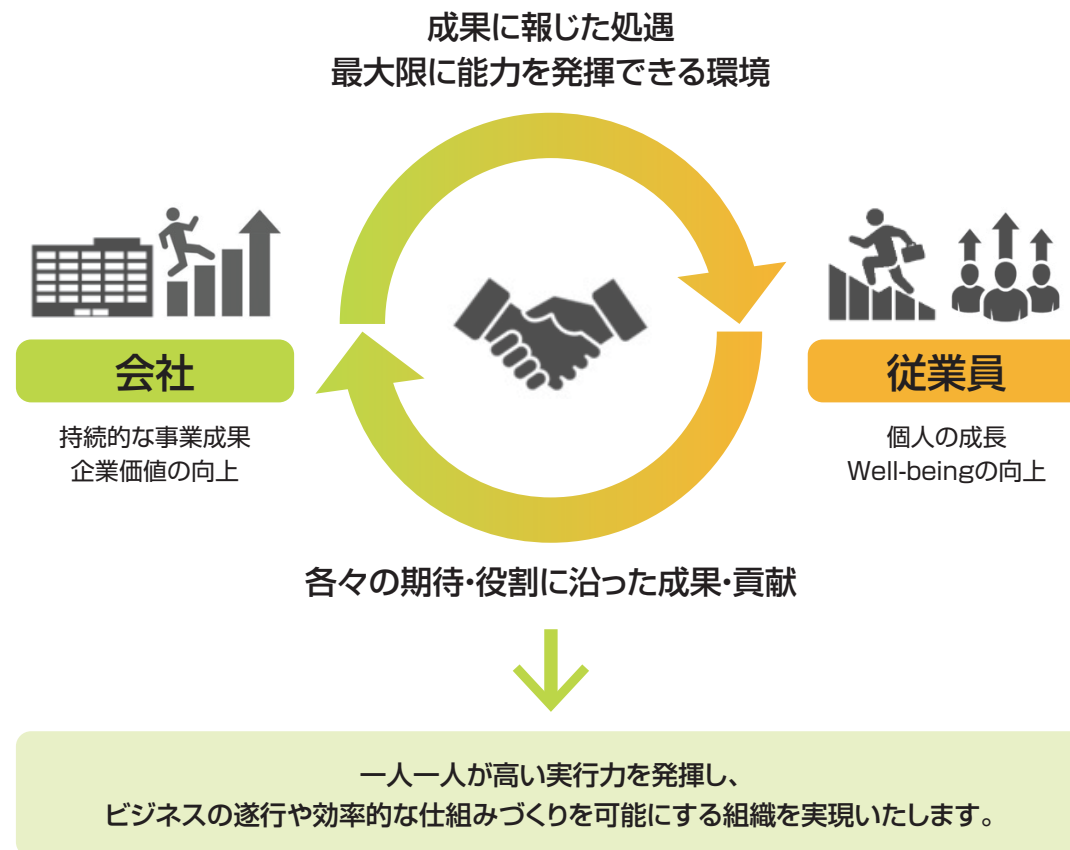 成果に報じた処遇
最大限に能力を発揮できる環境
会社
持続的な事業成果
企業価値の向上
従業員
個人の成長
Well-beingの向上
各々の期待・役割に沿った成果・貢献
一人一人が高い実行力を発揮し、
ビジネスの遂行や効率的な仕組みづくりを可能にする組織を実現いたします。